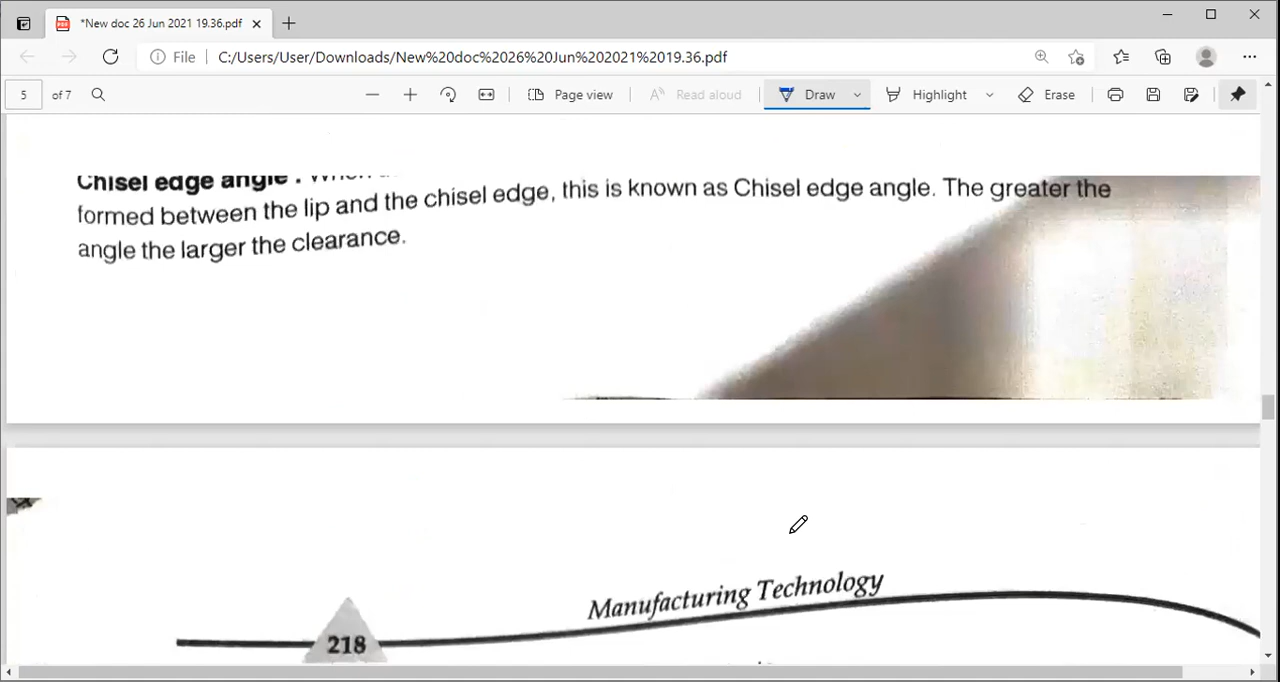 *New doc 26 Jun 2021 19.36.pdf
File C:/Users/User/Downloads/New%20doc%2026%20Jun%202021%2019.36.pdf
5 of 7 Page view Read aloud Draw Highlight Erase
Chisel edge angle :
formed between the lip and the chisel edge, this is known as Chisel edge angle. The greater the
angle the larger the clearance.
Manufacturing Technology
218